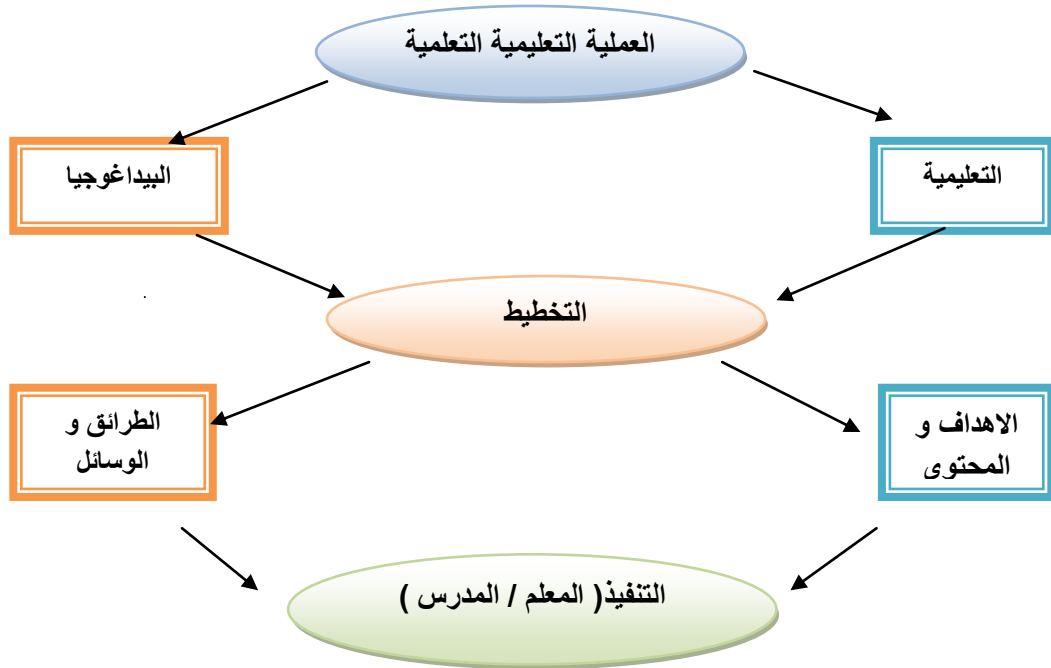 العملية التعليمية التعلمية
التعليمية
البيداغوجيا
التخطيط
الاهداف و
المحتوى
الطرائق و
الوسائل
التنفيذ( المعلم / المدرس )